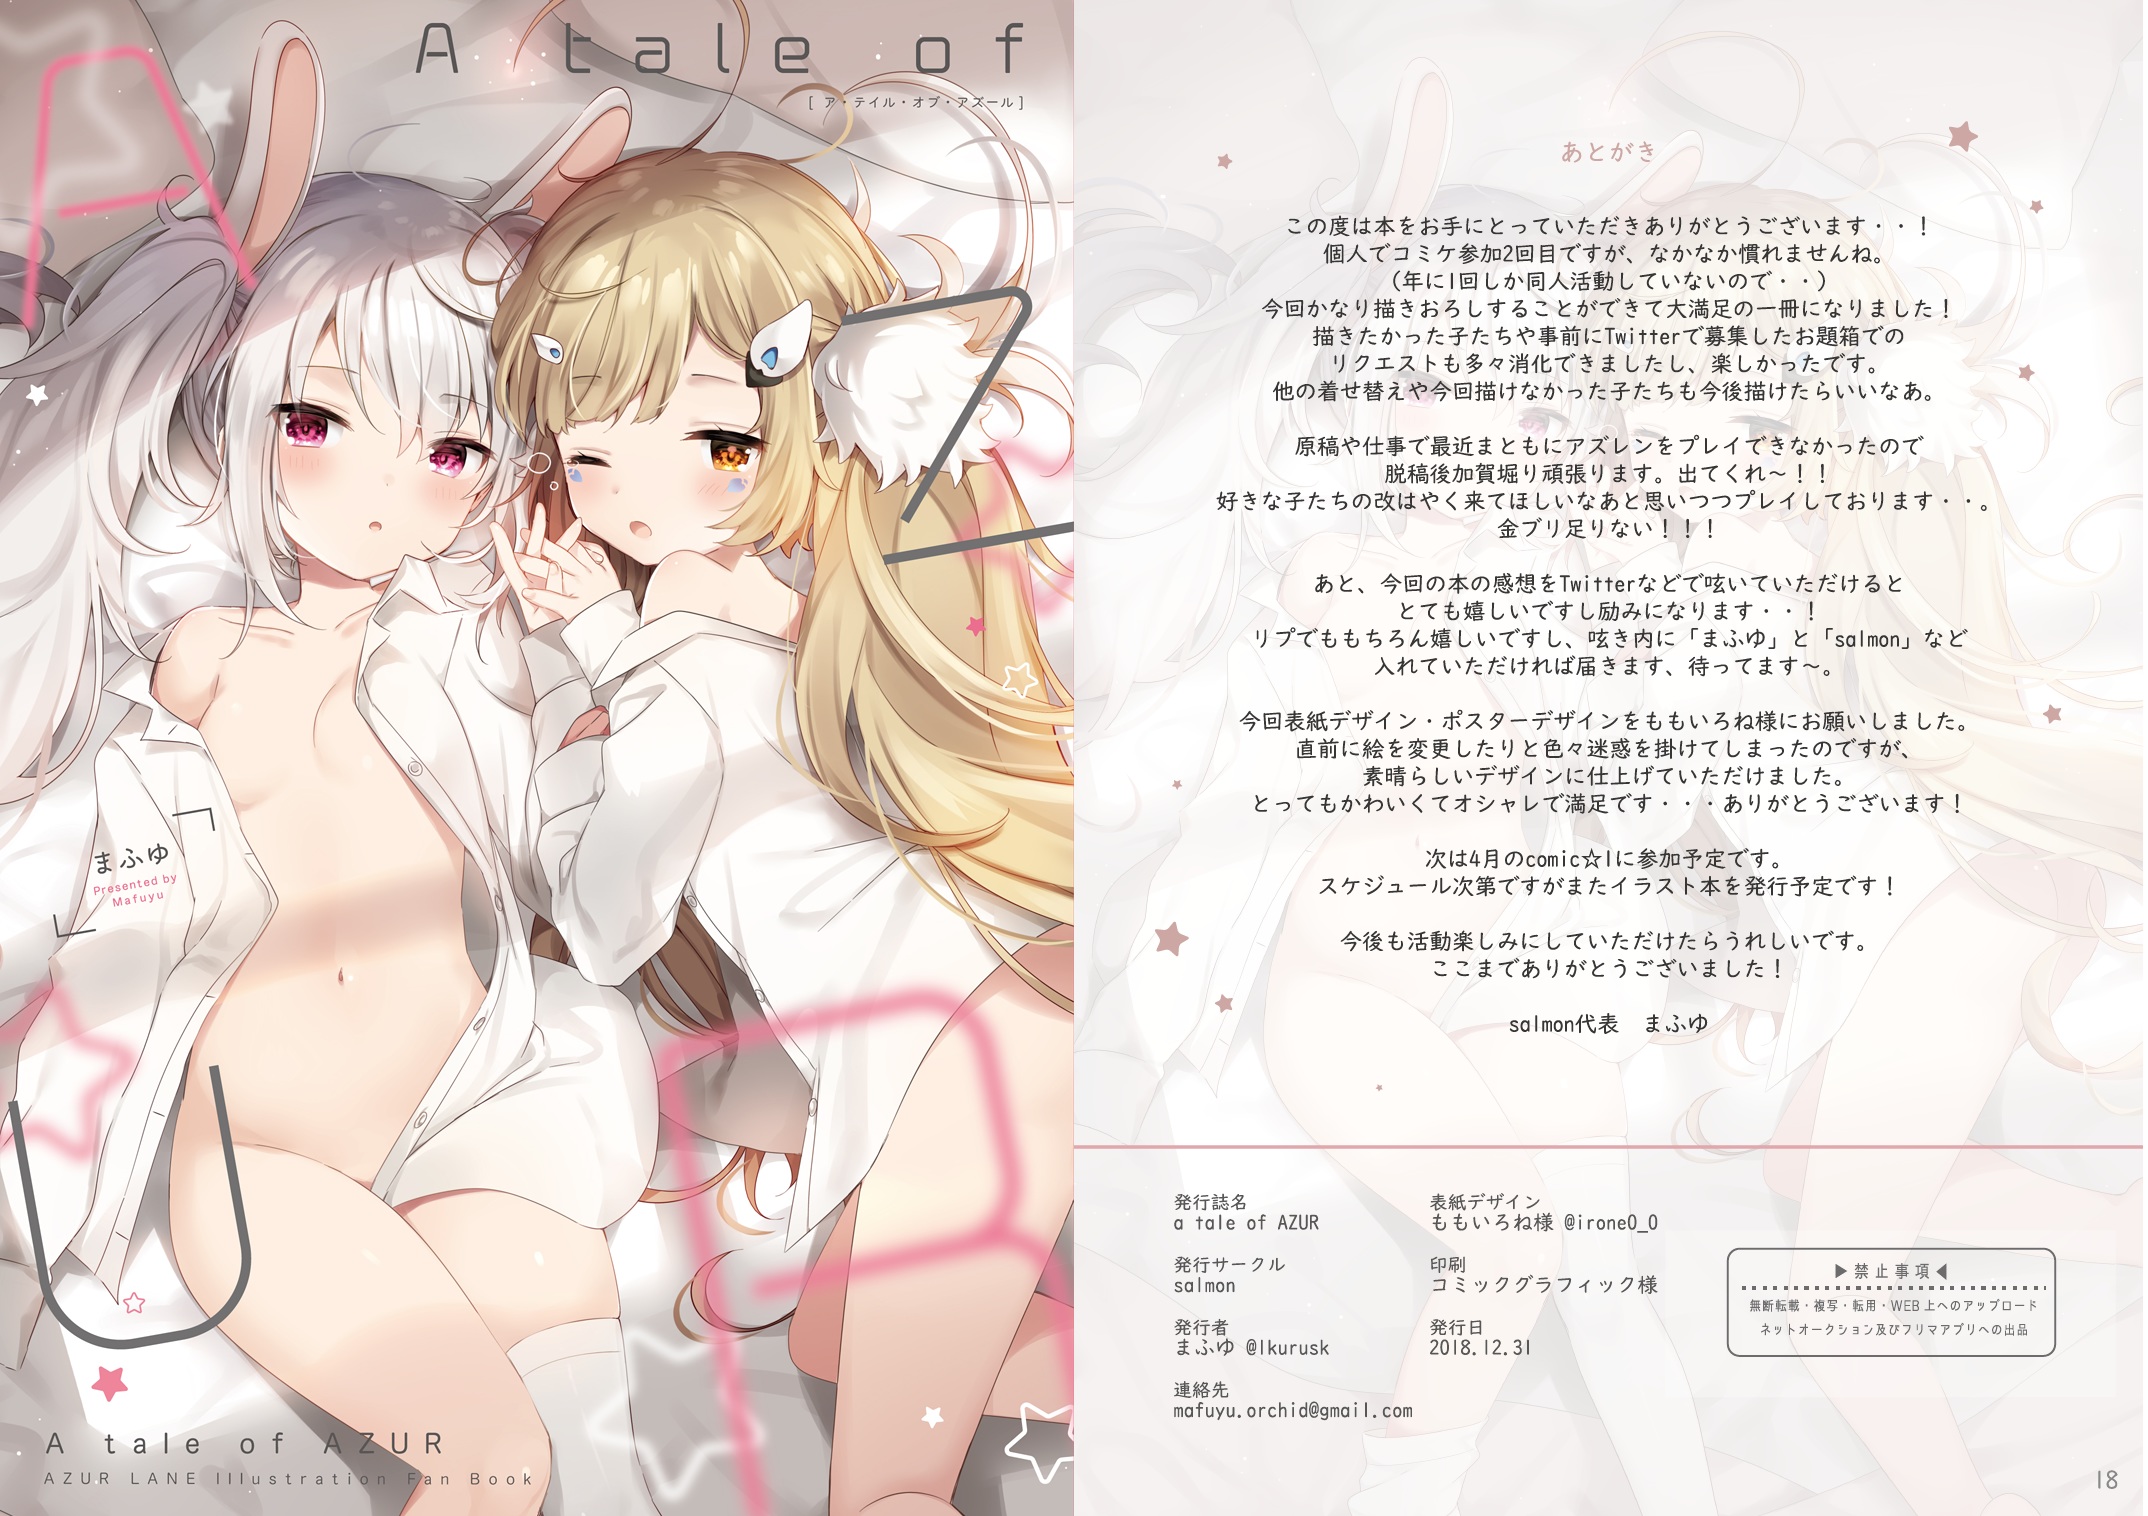 A tale of
[ ア・テイル・オブ・アズール ]
A
Z
U
R
まふゆ
Presented by
Mafuyu
A tale of AZUR
AZUR LANE Illustration Fan Book
あとがき
この度は本をお手にとっていただきありがとうございます・・！
個人でコミケ参加2回目ですが、なかなか慣れませんね。
（年に1回しか同人活動していないので・・）
今回かなり描きおろしすることができて大満足の一冊になりました！
描きたかった子たちや事前にTwitterで募集したお題箱での
リクエストも多々消化できましたし、楽しかったです。
他の着せ替えや今回描けなかった子たちも今後描けたらいいなあ。
原稿や仕事で最近まともにアズレンをプレイできなかったので
脱稿後加賀堀り頑張ります。出てくれ～！！
好きな子たちの改はやく来てほしいなあと思いつつプレイしております・・。
金ブリ足りない！！！
あと、今回の本の感想をTwitterなどで呟いていただけると
とても嬉しいですし励みになります・・！
リプでももちろん嬉しいですし、呟き内に「まふゆ」と「salmon」など
入れていただければ届きます、待ってます～。
今回表紙デザイン・ポスターデザインをももいろね様にお願いしました。
直前に絵を変更したりと色々迷惑を掛けてしまったのですが、
素晴らしいデザインに仕上げていただけました。
とってもかわいくてオシャレで満足です・・・ありがとうございます！
次は4月のcomic☆1に参加予定です。
スケジュール次第ですがまたイラスト本を発行予定です！
今後も活動楽しみにしていただけたらうれしいです。
ここまでありがとうございました！
salmon代表　まふゆ
発行誌名
a tale of AZUR
発行サークル
salmon
発行者
まふゆ @1kurusk
連絡先
mafuyu.orchid@gmail.com
表紙デザイン
ももいろね様 @irone0_0
印刷
コミックグラフィック様
発行日
2018.12.31
▶禁止事項◀
無断転載・複写・転用・WEB上へのアップロード
ネットオークション及びフリマアプリへの出品
18